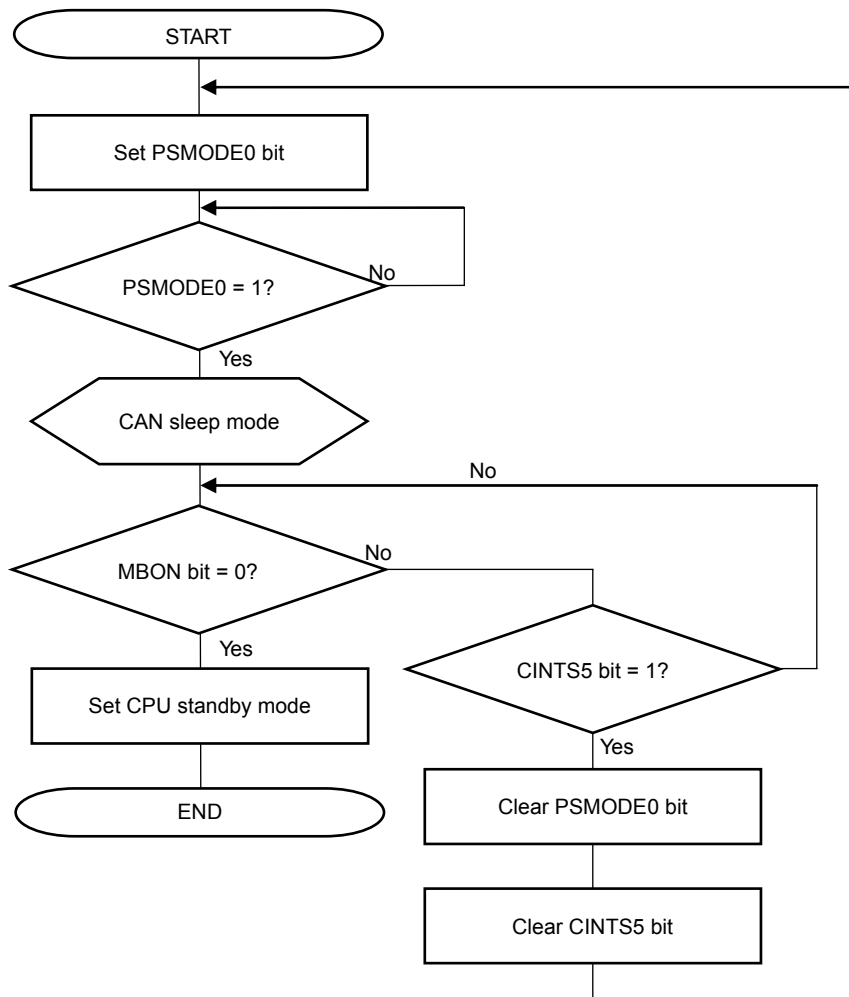 START
Set PSMODE0 bit
PSMODE0 = 1?
No
Yes
CAN sleep mode
No
MBON bit = 0?
No
Yes
CINTS5 bit = 1?
Set CPU standby mode
Yes
END
Clear PSMODE0 bit
Clear CINTS5 bit